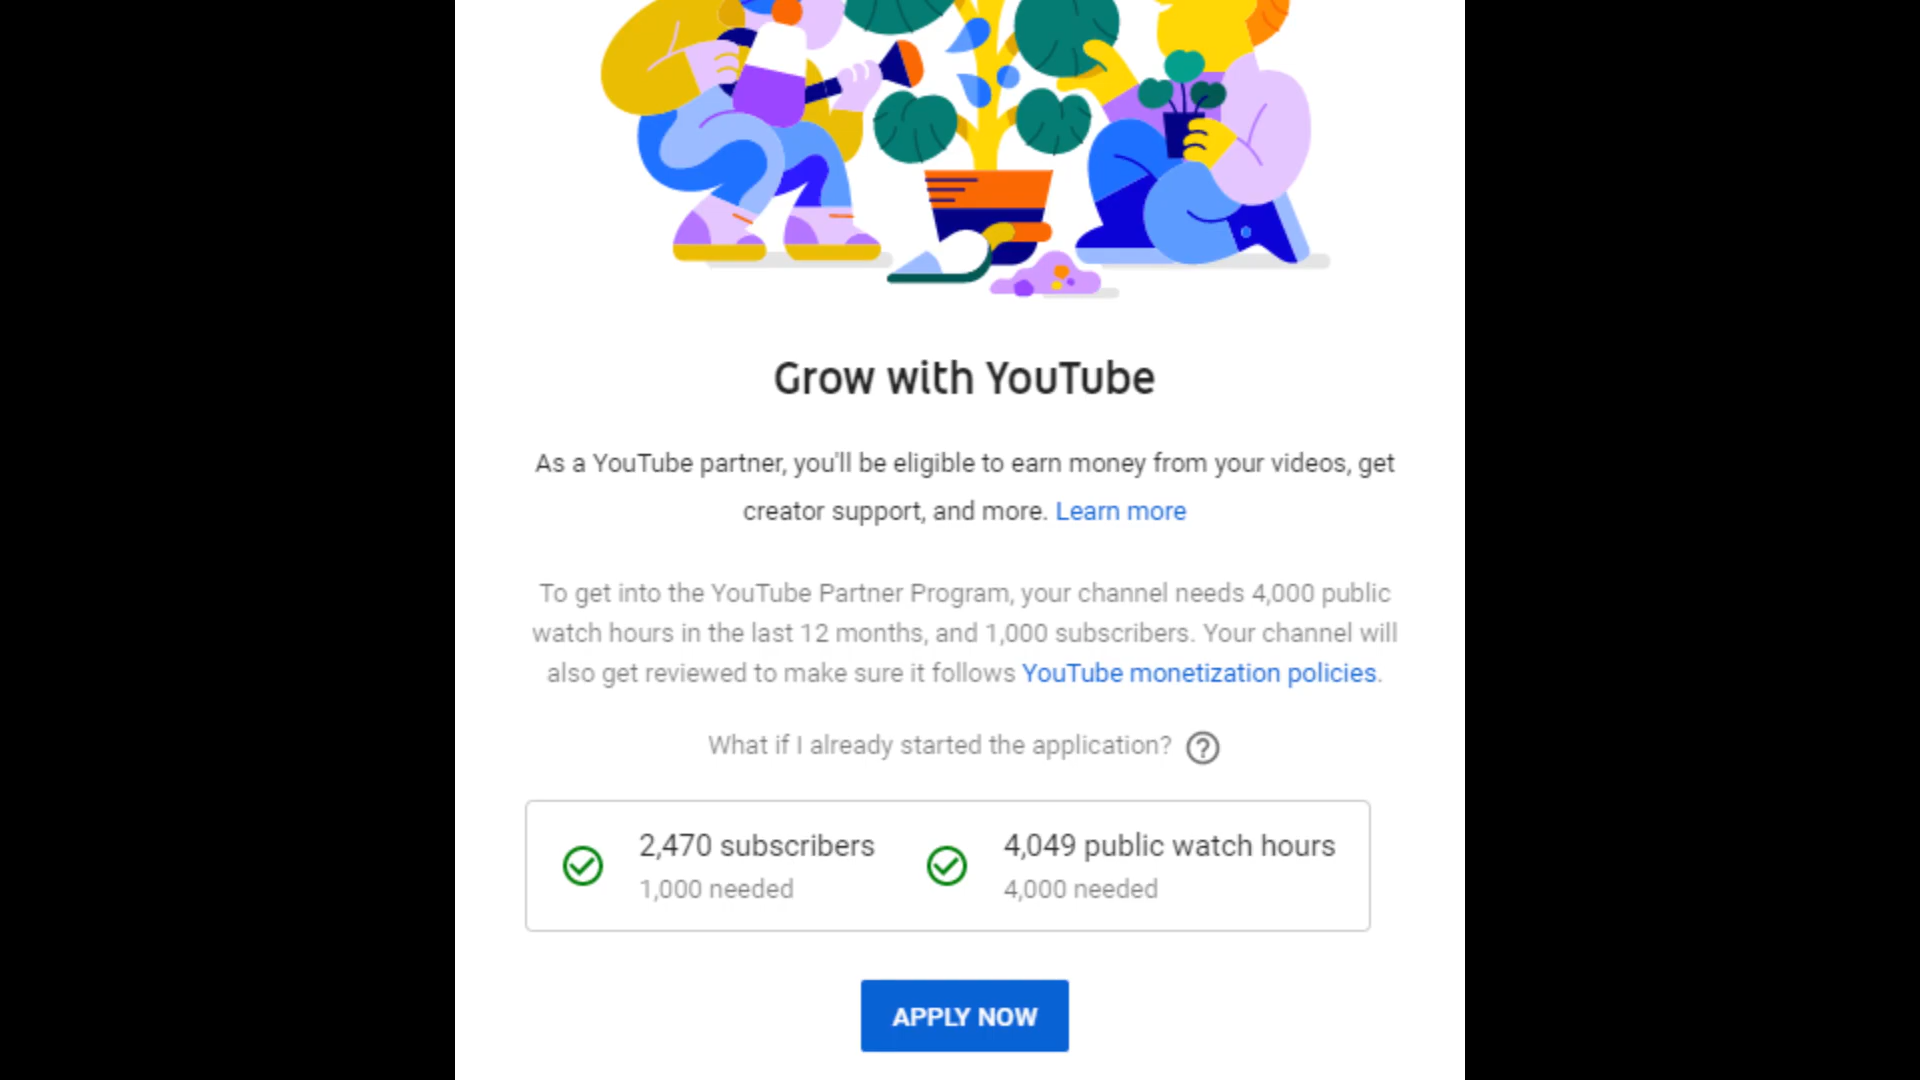 Grow with YouTube
As a YouTube partner, you'll be eligible to earn money from your videos, get
creator support, and more. Learn more
To get into the YouTube Partner Program, your channel needs 4,000 public
watch hours in the last 12 months, and 1,000 subscribers. Your channel will
also get reviewed to make sure it follows YouTube monetization policies.
What if I already started the application? ?
2,470 subscribers
1,000 needed
4,049 public watch hours
4,000 needed
APPLY NOW